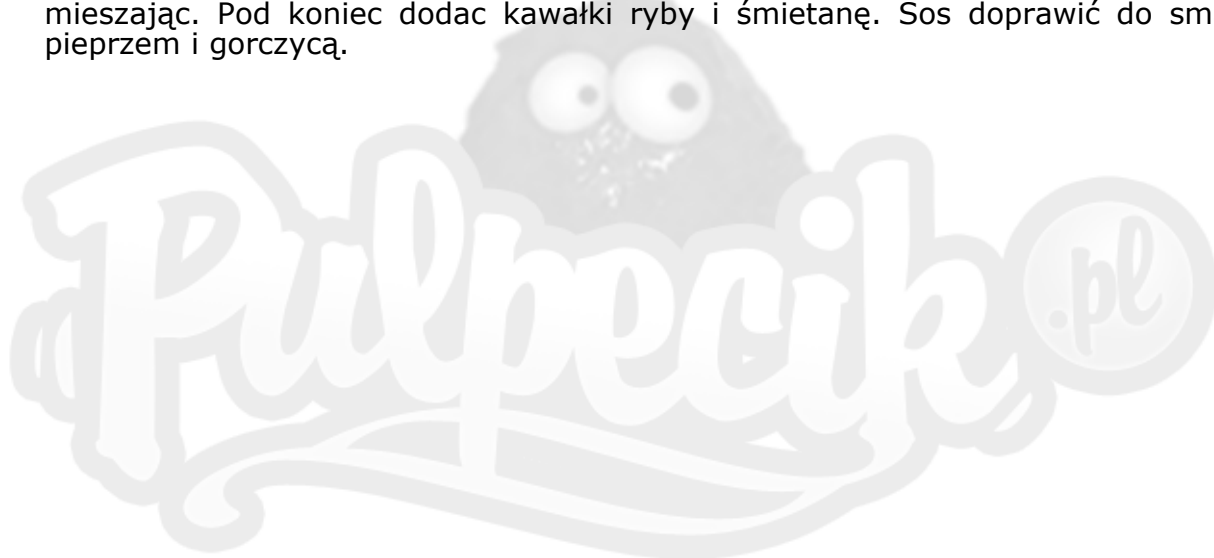 mieszając. Pod koniec dodac kawałki ryby i śmietanę. Sos doprawić do sm
pieprzem i gorczycą.
Pulpecik .pl